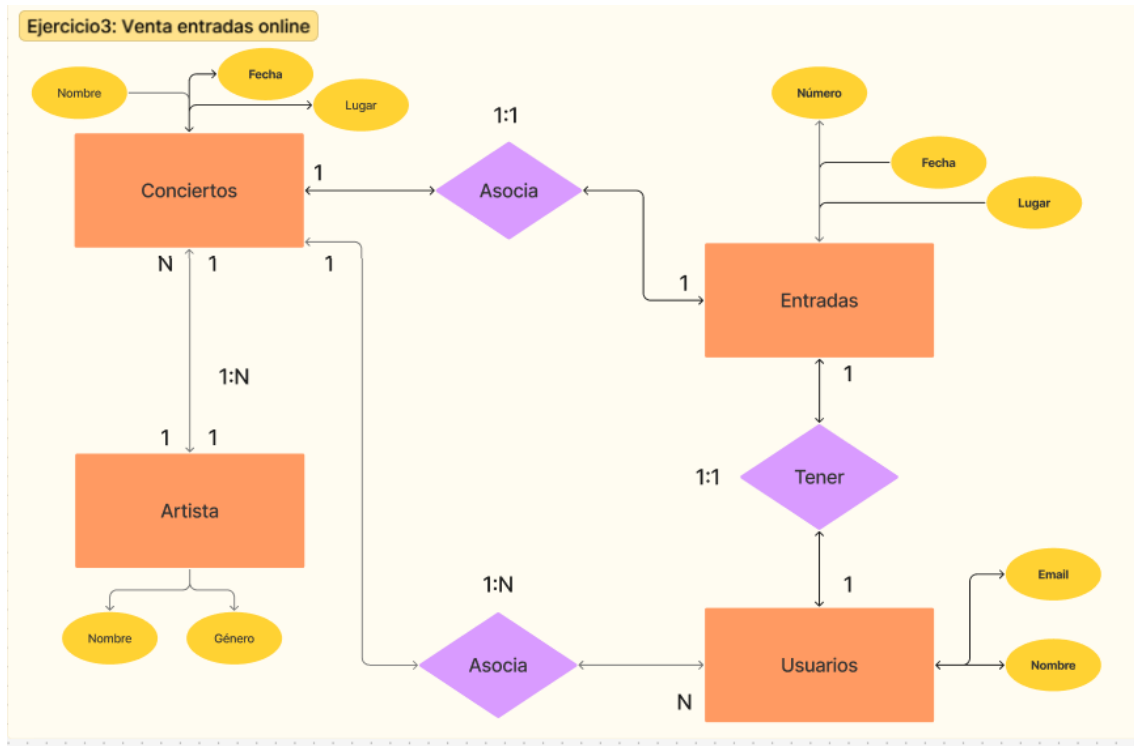 Ejercicio3: Venta entradas online
Fecha
Nombre
Lugar
Número
1:1
Conciertos
1
Asocia
Fecha
Lugar
N 1
1
1
Entradas
1
1:N
1 1
Artista
1:1
Tener
1:N
1
Email
Nombre
Género
Asocia
Usuarios
Nombre
N